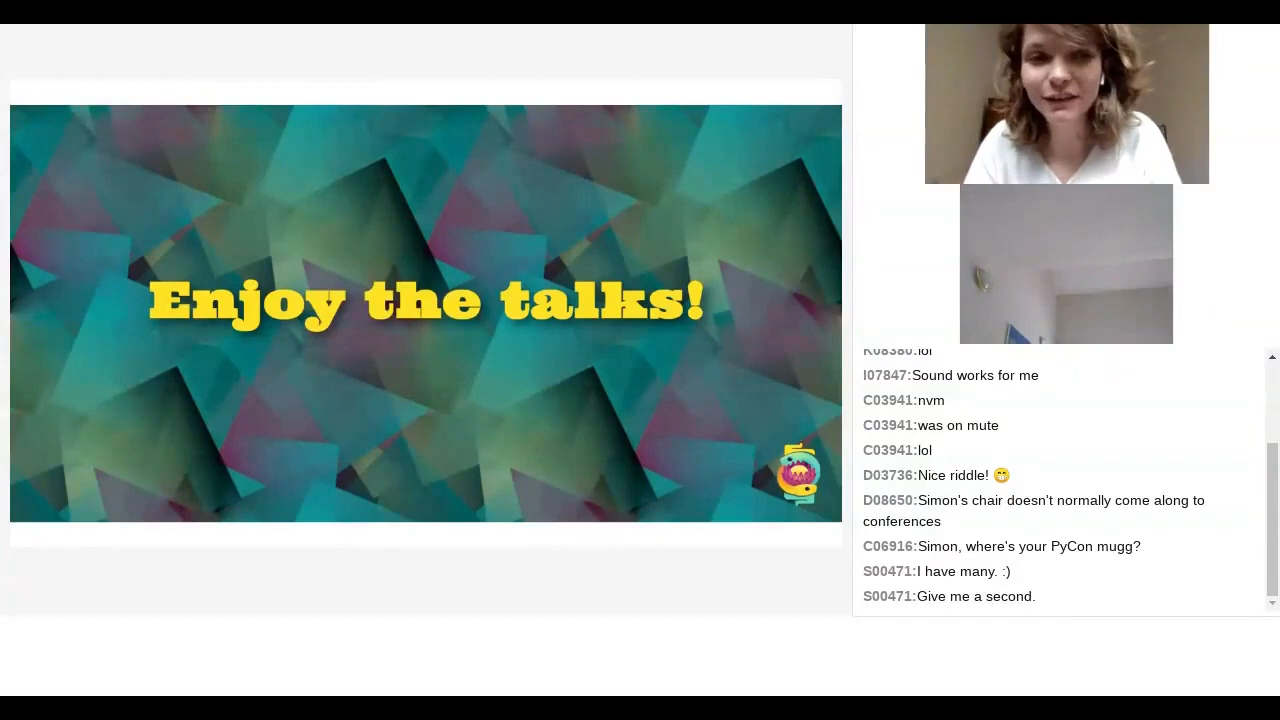 Enjoy the talks!
K08380:lol
I07847:Sound works for me
C03941:nvm
C03941:was on mute
C03941:lol
D03736:Nice riddle! 😁
D08650:Simon's chair doesn't normally come along to
conferences
C06916:Simon, where's your PyCon mugg?
S00471:I have many. :)
S00471:Give me a second.